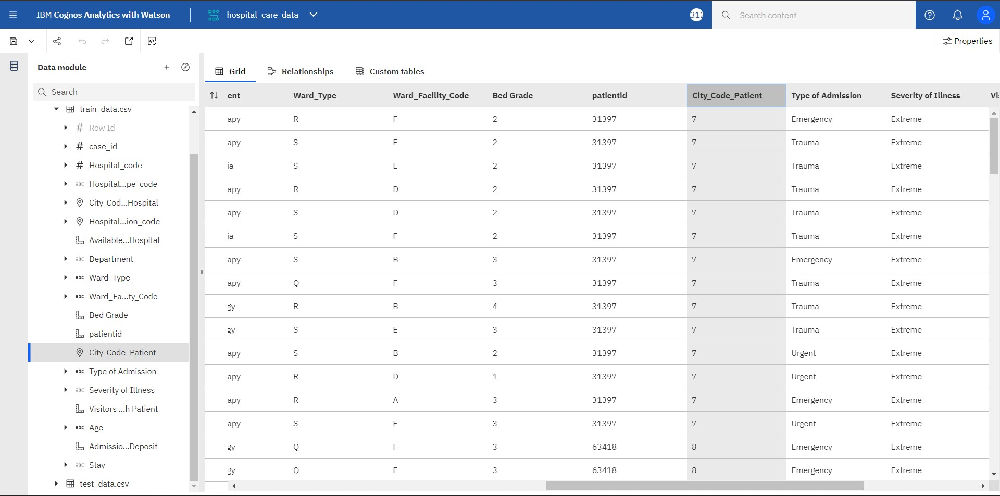 IBM Cognos Analytics with Watson
hospital_care_data
312
Search content
Properties
Data module
Search
train_data.csv
Row Id
case_id
Hospital_code
Hospital...pe_code
City_Cod...Hospital
Hospital...ion_code
Available...Hospital
abc Department
abc Ward_Type
abc Ward_Fa...ty_Code
Bed Grade
patientid
City_Code_Patient
abc Type of Admission
abc Severity of Illness
Visitors ...h Patient
abc Age
Admissio...Deposit
abc Stay
test_data.csv
Grid Relationships Custom tables
ent Ward_Type Ward_Facility_Code Bed Grade patientid City_Code_Patient Type of Admission Severity of Illness Vis
apy R F 2 31397 7 Emergency Extreme
apy S F 2 31397 7 Trauma Extreme
ia S E 2 31397 7 Trauma Extreme
apy R D 2 31397 7 Trauma Extreme
apy S D 2 31397 7 Trauma Extreme
ia S F 2 31397 7 Trauma Extreme
apy S B 3 31397 7 Emergency Extreme
apy Q F 3 31397 7 Trauma Extreme
gy R B 4 31397 7 Trauma Extreme
gy S E 3 31397 7 Trauma Extreme
apy S B 2 31397 7 Urgent Extreme
apy R D 1 31397 7 Urgent Extreme
apy R A 3 31397 7 Emergency Extreme
apy S F 3 31397 7 Urgent Extreme
gy Q F 3 63418 8 Emergency Extreme
gy Q F 3 63418 8 Emergency Extreme